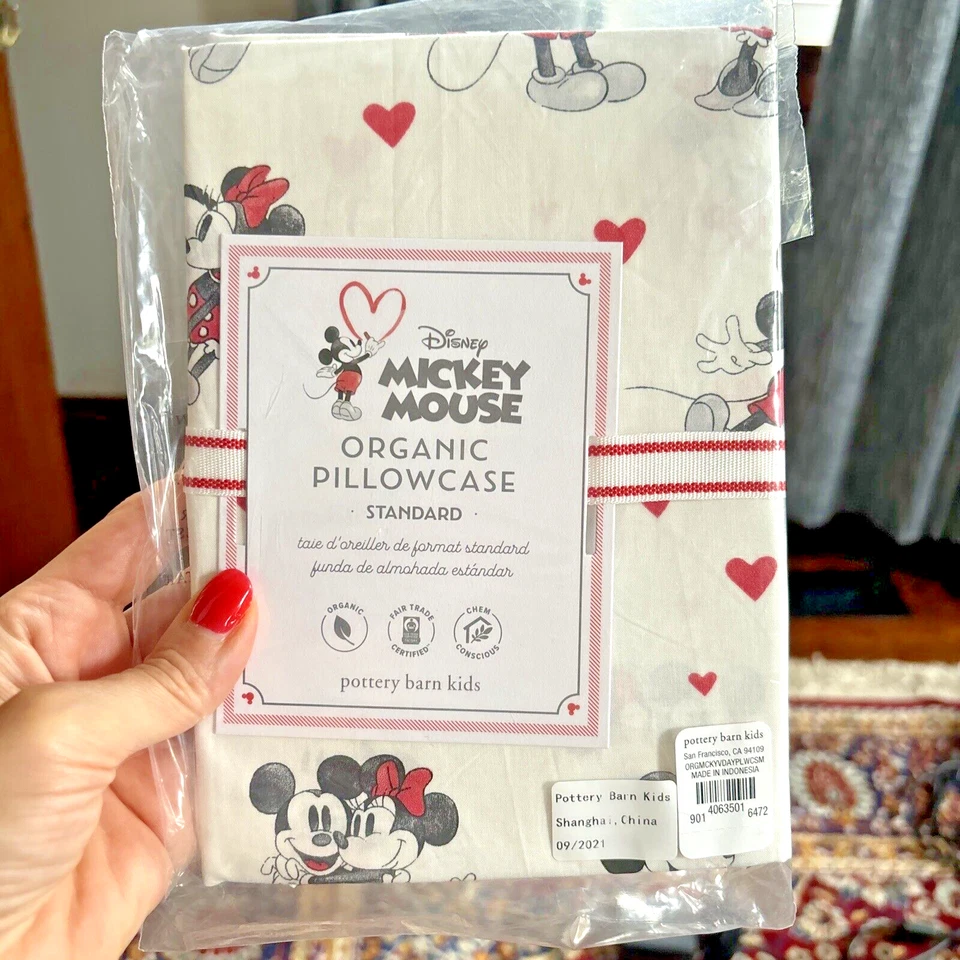 Disney
MICKEY
MOUSE
ORGANIC
PILLOWCASE
· STANDARD ·
taie d'oreiller de format standard
funda de almohada estándar
ORGANIC
FAIR TRADE
CERTIFIED
CHEM
CONSCIOUS
pottery barn kids
pottery barn kids
San Francisco, CA 94109
ORGMCKYVDAYPLWCSM
MADE IN INDONESIA
901 4063501 6472
Pottery Barn Kids
Shanghai,China
09/2021